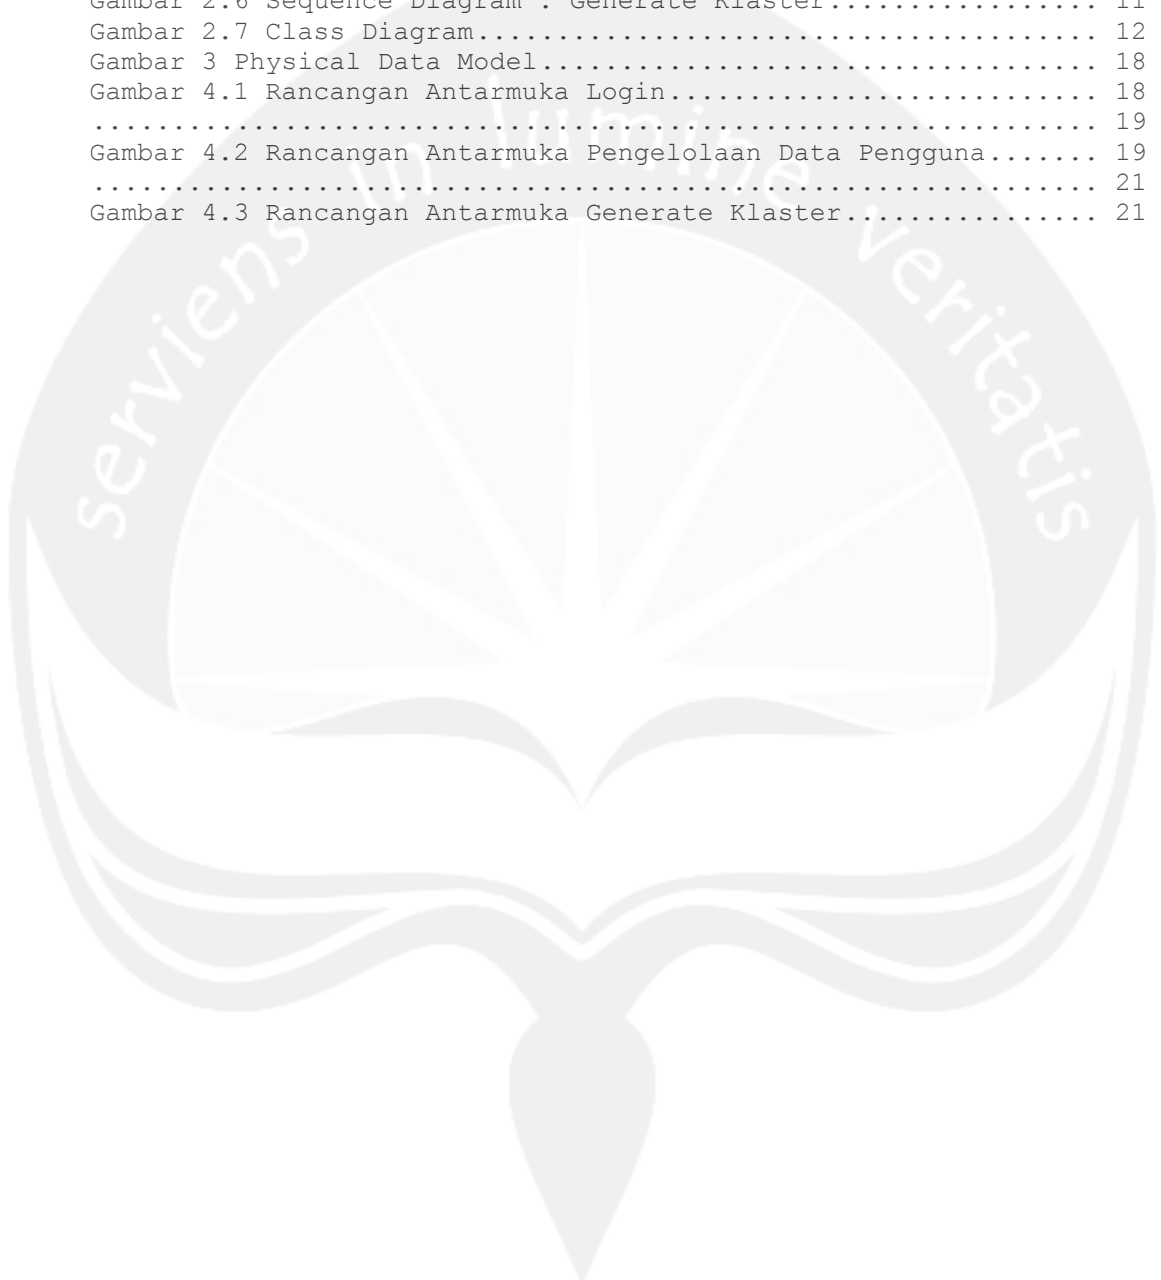 Gambar 2.6 Sequence Diagram : Generate Klaster................. 11
Gambar 2.7 Class Diagram....................................... 12
Gambar 3 Physical Data Model................................... 18
Gambar 4.1 Rancangan Antarmuka Login........................... 18
............................................................... 19
Gambar 4.2 Rancangan Antarmuka Pengelolaan Data Pengguna....... 19
............................................................... 21
Gambar 4.3 Rancangan Antarmuka Generate Klaster................ 21
serviens in lumine veritatis